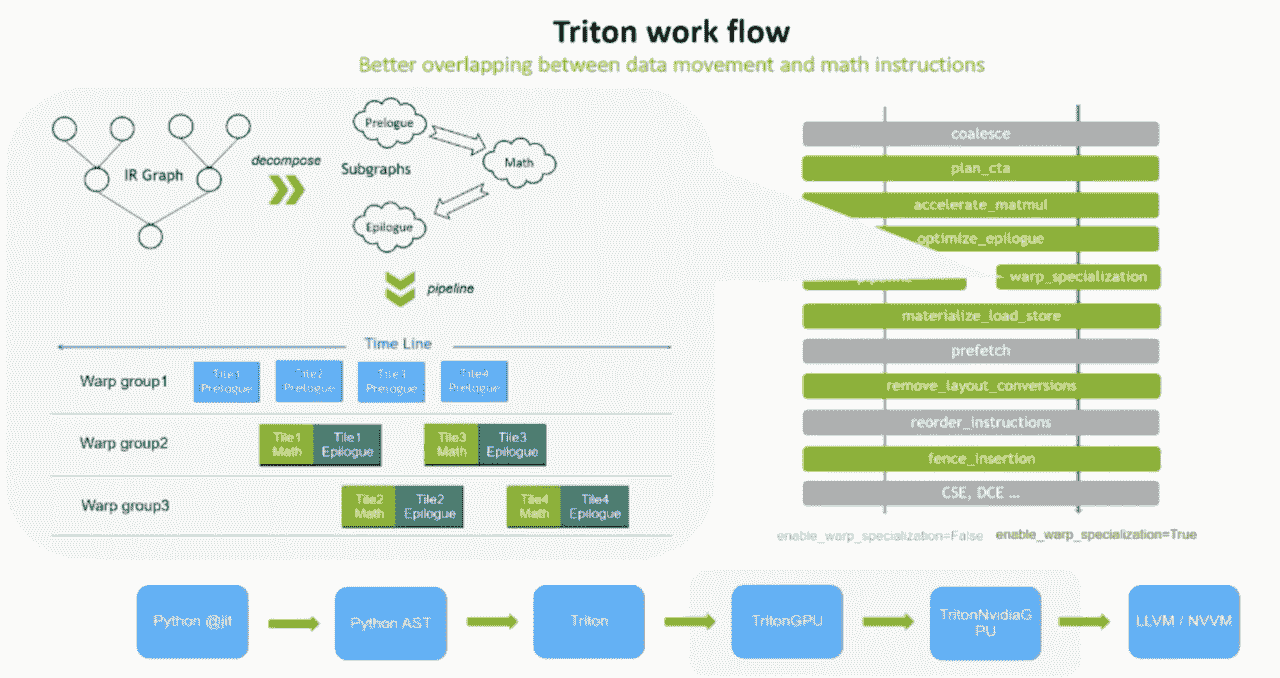 Triton work flow
Better overlapping between data movement and math instructions
Prelogue
decompose
IR Graph
Subgraphs
Math
Epilogue
pipeline
Time Line
Warp group1
Tile1
Prelogue
Tile2
Prelogue
Tile3
Prelogue
Tile4
Prelogue
Warp group2
Tile1
Math
Tile1
Epilogue
Tile3
Math
Tile3
Epilogue
Warp group3
Tile2
Math
Tile2
Epilogue
Tile4
Math
Tile4
Epilogue
coalesce
plan_cta
accelerate_matmul
optimize_epilogue
pipeline
warp_specialization
materialize_load_store
prefetch
remove_layout_conversions
reorder_instructions
fence_insertion
CSE, DCE ...
enable_warp_specialization=False
enable_warp_specialization=True
Python @jit
Python AST
Triton
TritonGPU
TritonNvidiaG
PU
LLVM / NVVM